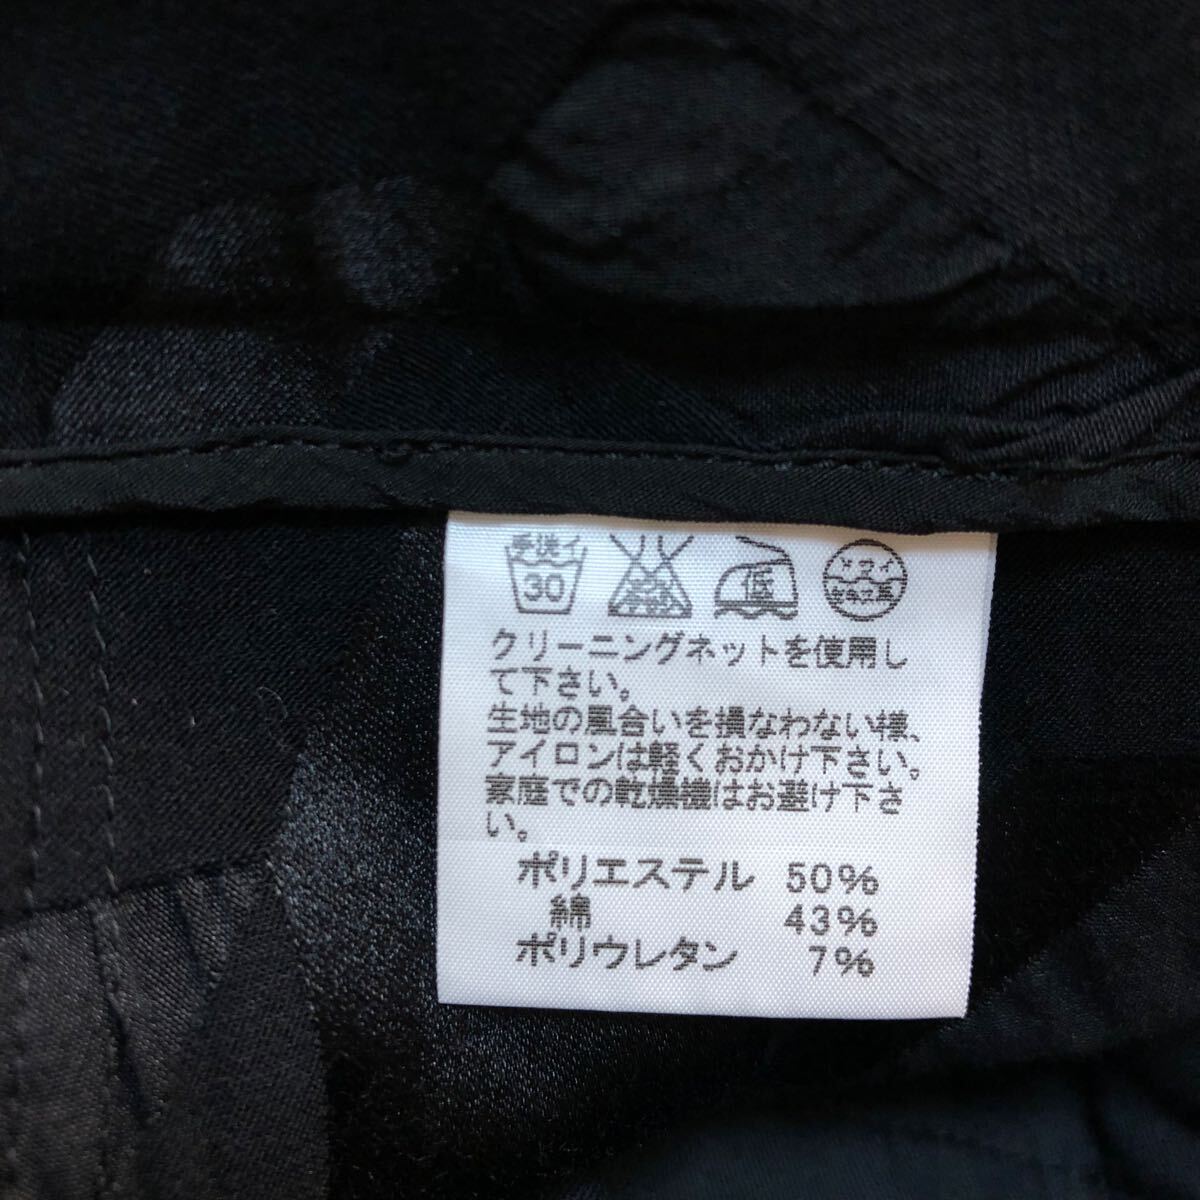 手洗イ
30
低
クリーニングネットを使用し
て下さい。
生地の風合いを損なわない様、
アイロンは軽くおかけ下さい。
家庭での乾燥機はお避け下さ
い。
ポリエステル 50%
綿 43%
ポリウレタン 7%